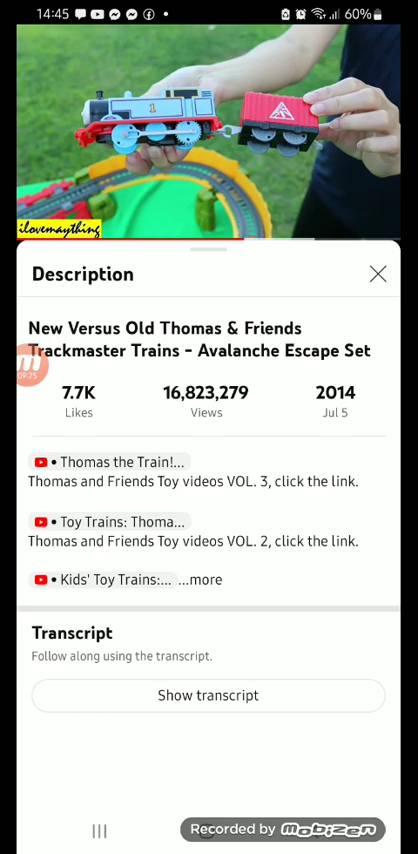 14:45
60%
1
ilovemaything
Description
New Versus Old Thomas & Friends
Trackmaster Trains - Avalanche Escape Set
09:25
7.7K 16,823,279 2014
Likes Views Jul 5
• Thomas the Train!...
Thomas and Friends Toy videos VOL. 3, click the link.
• Toy Trains: Thoma...
Thomas and Friends Toy videos VOL. 2, click the link.
• Kids' Toy Trains:... ...more
Transcript
Follow along using the transcript.
Show transcript
Recorded by mobizen